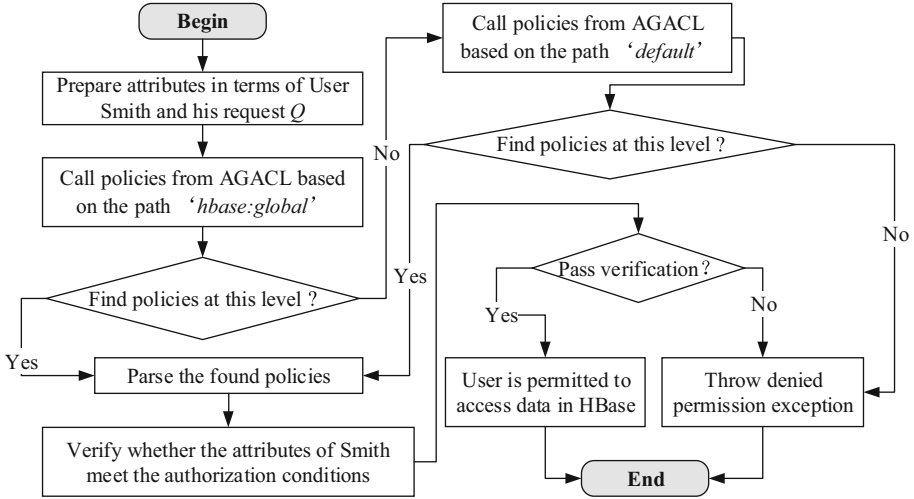 Begin
Prepare attributes in terms of User
Smith and his request Q
Call policies from AGACL based
on the path ‘hbase:global’
Find policies at this level ?
Yes
No
Parse the found policies
Verify whether the attributes of Smith
meet the authorization conditions
Call policies from AGACL
based on the path ‘default’
Find policies at this level ?
Yes
No
Pass verification ?
Yes
No
User is permitted to
access data in HBase
Throw denied
permission exception
End